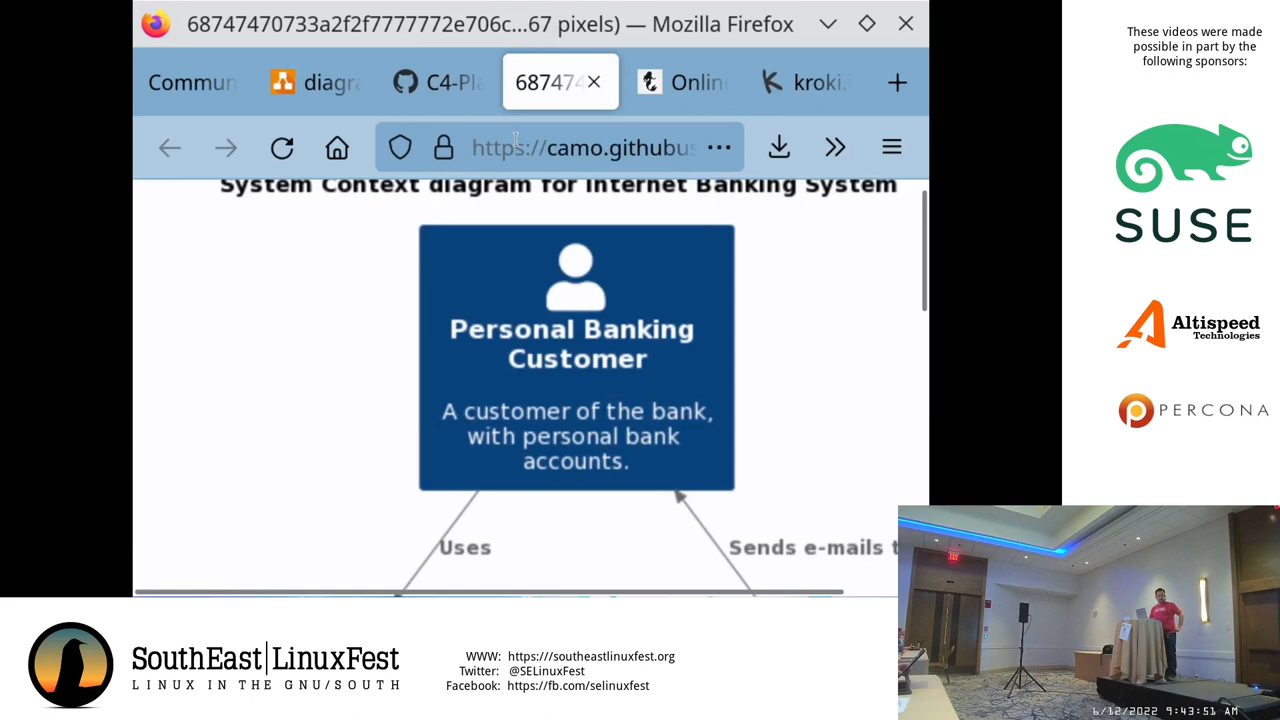 68747470733a2f2f7777772e706c...67 pixels) — Mozilla Firefox
Commun
diagra
C4-Pla
68747
Online
kroki.
https://camo.githubus
System Context diagram for Internet Banking System
Personal Banking
Customer
A customer of the bank,
with personal bank
accounts.
Uses
Sends e-mails t
These videos were made
possible in part by the
following sponsors:
SUSE
Altispeed
Technologies
PERCONA
6/12/2022 9:43:51 AM
SouthEast|LinuxFest
LINUX IN THE GNU/SOUTH
WWW: https://southeastlinuxfest.org
Twitter: @SELinuxFest
Facebook: https://fb.com/selinuxfest